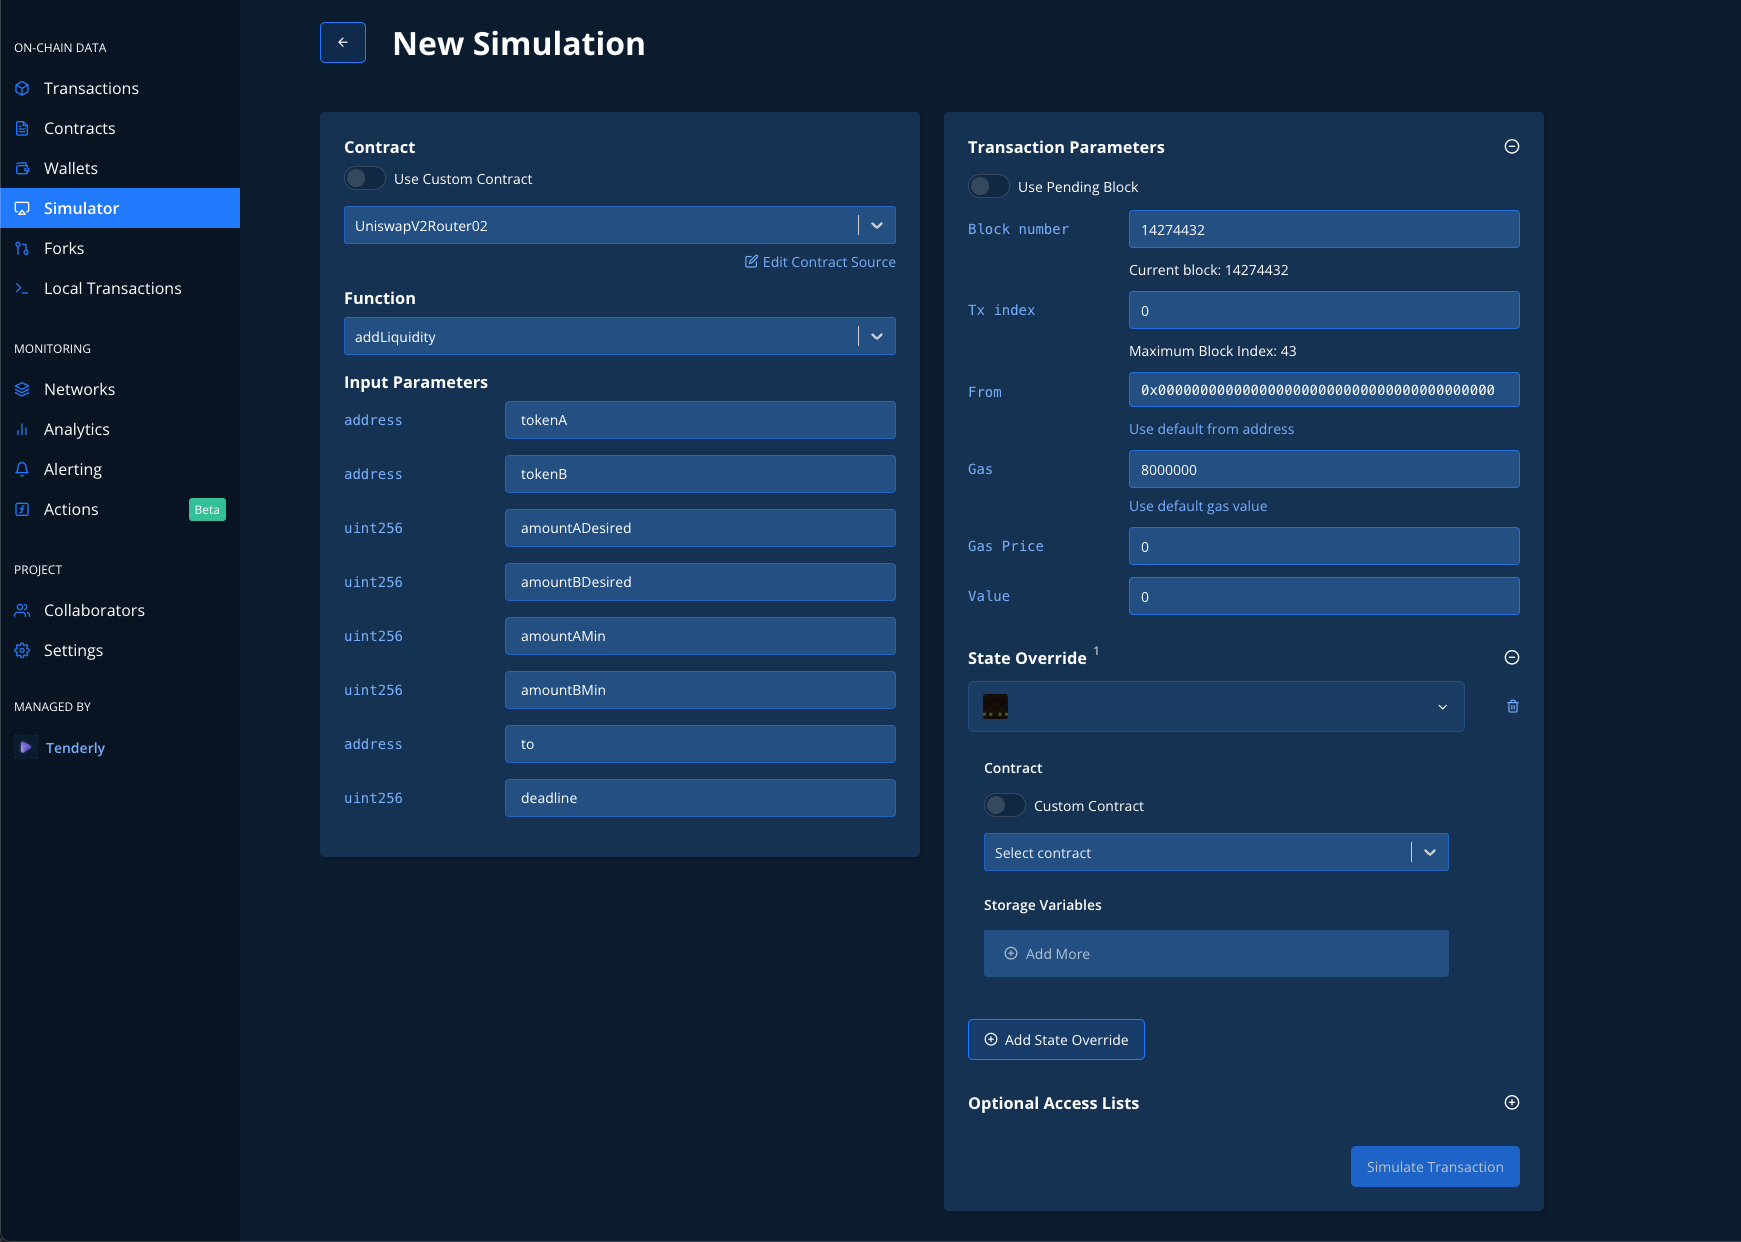 ON-CHAIN DATA
Transactions
Contracts
Wallets
Simulator
Forks
Local Transactions
MONITORING
Networks
Analytics
Alerting
Actions Beta
PROJECT
Collaborators
Settings
MANAGED BY
Tenderly
New Simulation
Contract
Use Custom Contract
UniswapV2Router02
Edit Contract Source
Function
addLiquidity
Input Parameters
address tokenA
address tokenB
uint256 amountADesired
uint256 amountBDesired
uint256 amountAMin
uint256 amountBMin
address to
uint256 deadline
Transaction Parameters
Use Pending Block
Block number 14274432
Current block: 14274432
Tx index 0
Maximum Block Index: 43
From 0x0000000000000000000000000000000000000000
Use default from address
Gas 8000000
Use default gas value
Gas Price 0
Value 0
State Override 1
Contract
Custom Contract
Select contract
Storage Variables
Add More
Add State Override
Optional Access Lists
Simulate Transaction